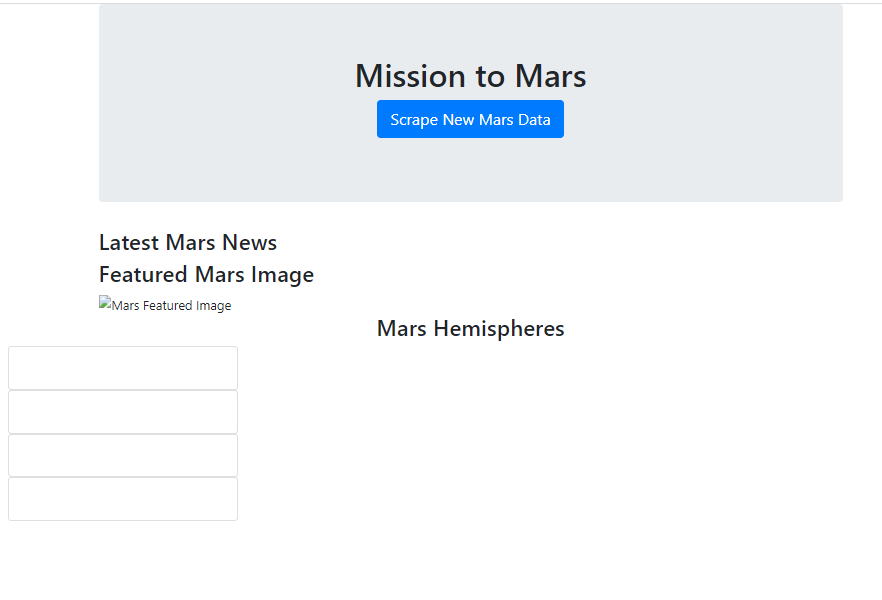 Mission to Mars
Scrape New Mars Data
Latest Mars News
Featured Mars Image
Mars Featured Image
Mars Hemispheres